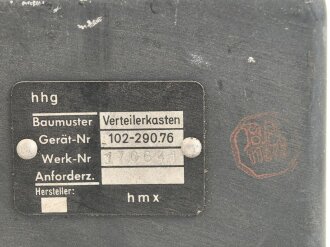 hhg
Baumuster Verteilerkasten
Gerät-Nr 102-290.76
Werk-Nr
Anforderz.
Hersteller: hmx